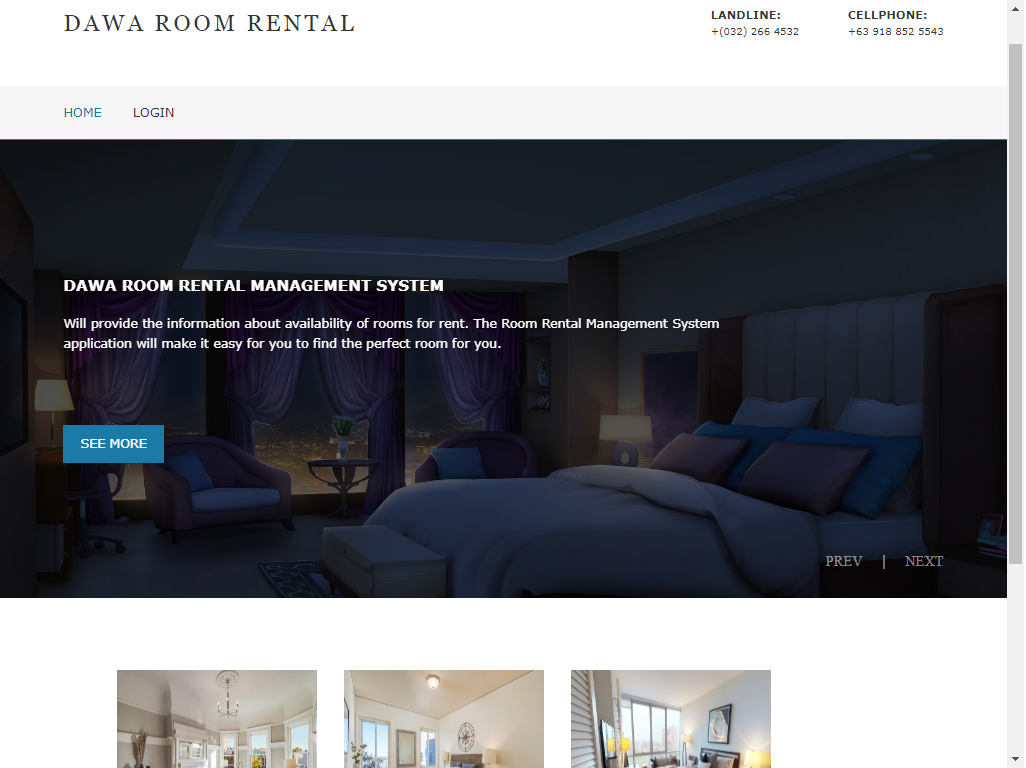 DAWA ROOM RENTAL
LANDLINE:
+(032) 266 4532
CELLPHONE:
+63 918 852 5543
HOME
LOGIN
DAWA ROOM RENTAL MANAGEMENT SYSTEM
Will provide the information about availability of rooms for rent. The Room Rental Management System
application will make it easy for you to find the perfect room for you.
SEE MORE
PREV | NEXT